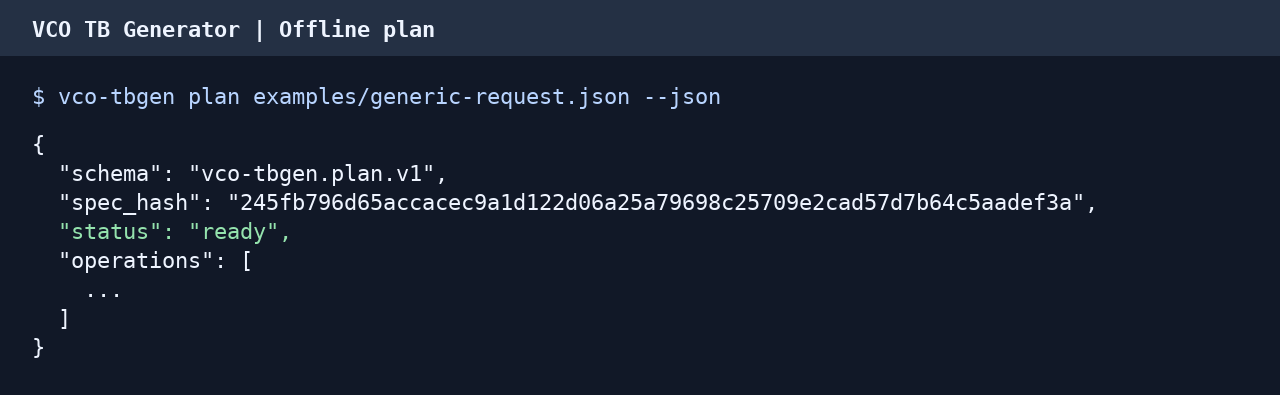 VCO TB Generator | Offline plan
$ vco-tbgen plan examples/generic-request.json --json
{
  "schema": "vco-tbgen.plan.v1",
  "spec_hash": "245fb796d65accacec9a1d122d06a25a79698c25709e2cad57d7b64c5aadef3a",
  "status": "ready",
  "operations": [
    ...
  ]
}